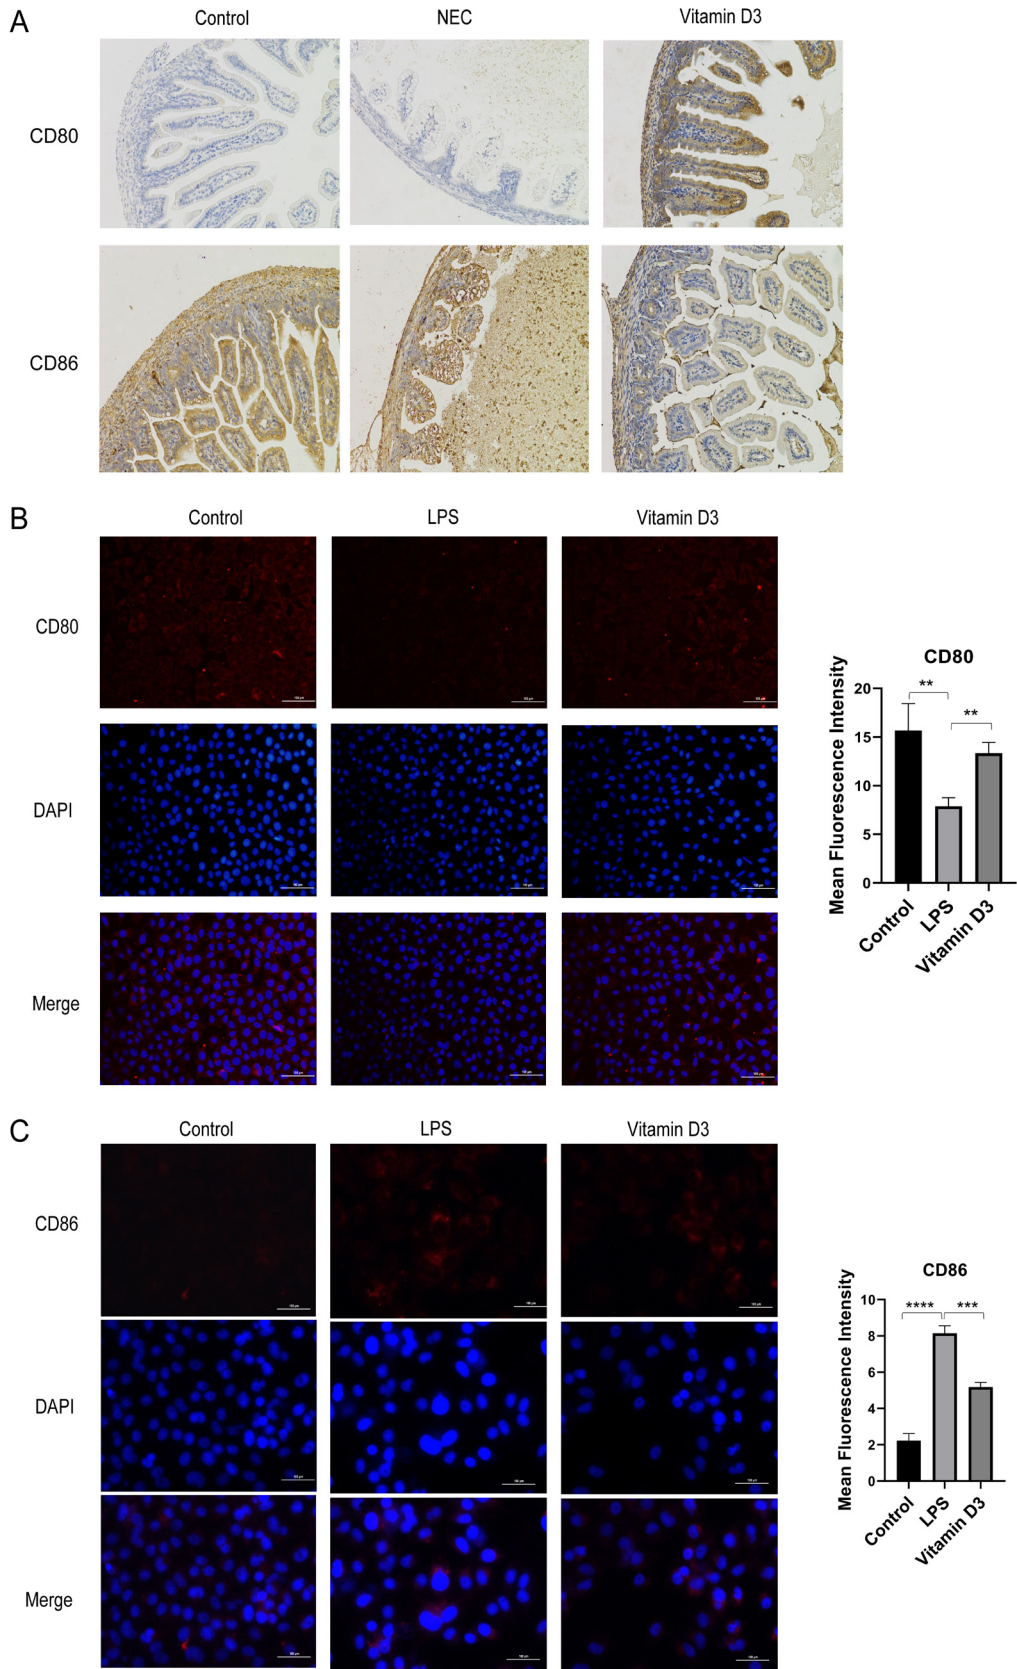 A
Control
NEC
Vitamin D3
CD80
CD86
B
Control
LPS
Vitamin D3
CD80
DAPI
Merge
CD80
Mean Fluorescence Intensity
20
15
10
5
0
**
**
Control
LPS
Vitamin D3
C
Control
LPS
Vitamin D3
CD86
DAPI
Merge
CD86
Mean Fluorescence Intensity
10
8
6
4
2
0
****
***
Control
LPS
Vitamin D3